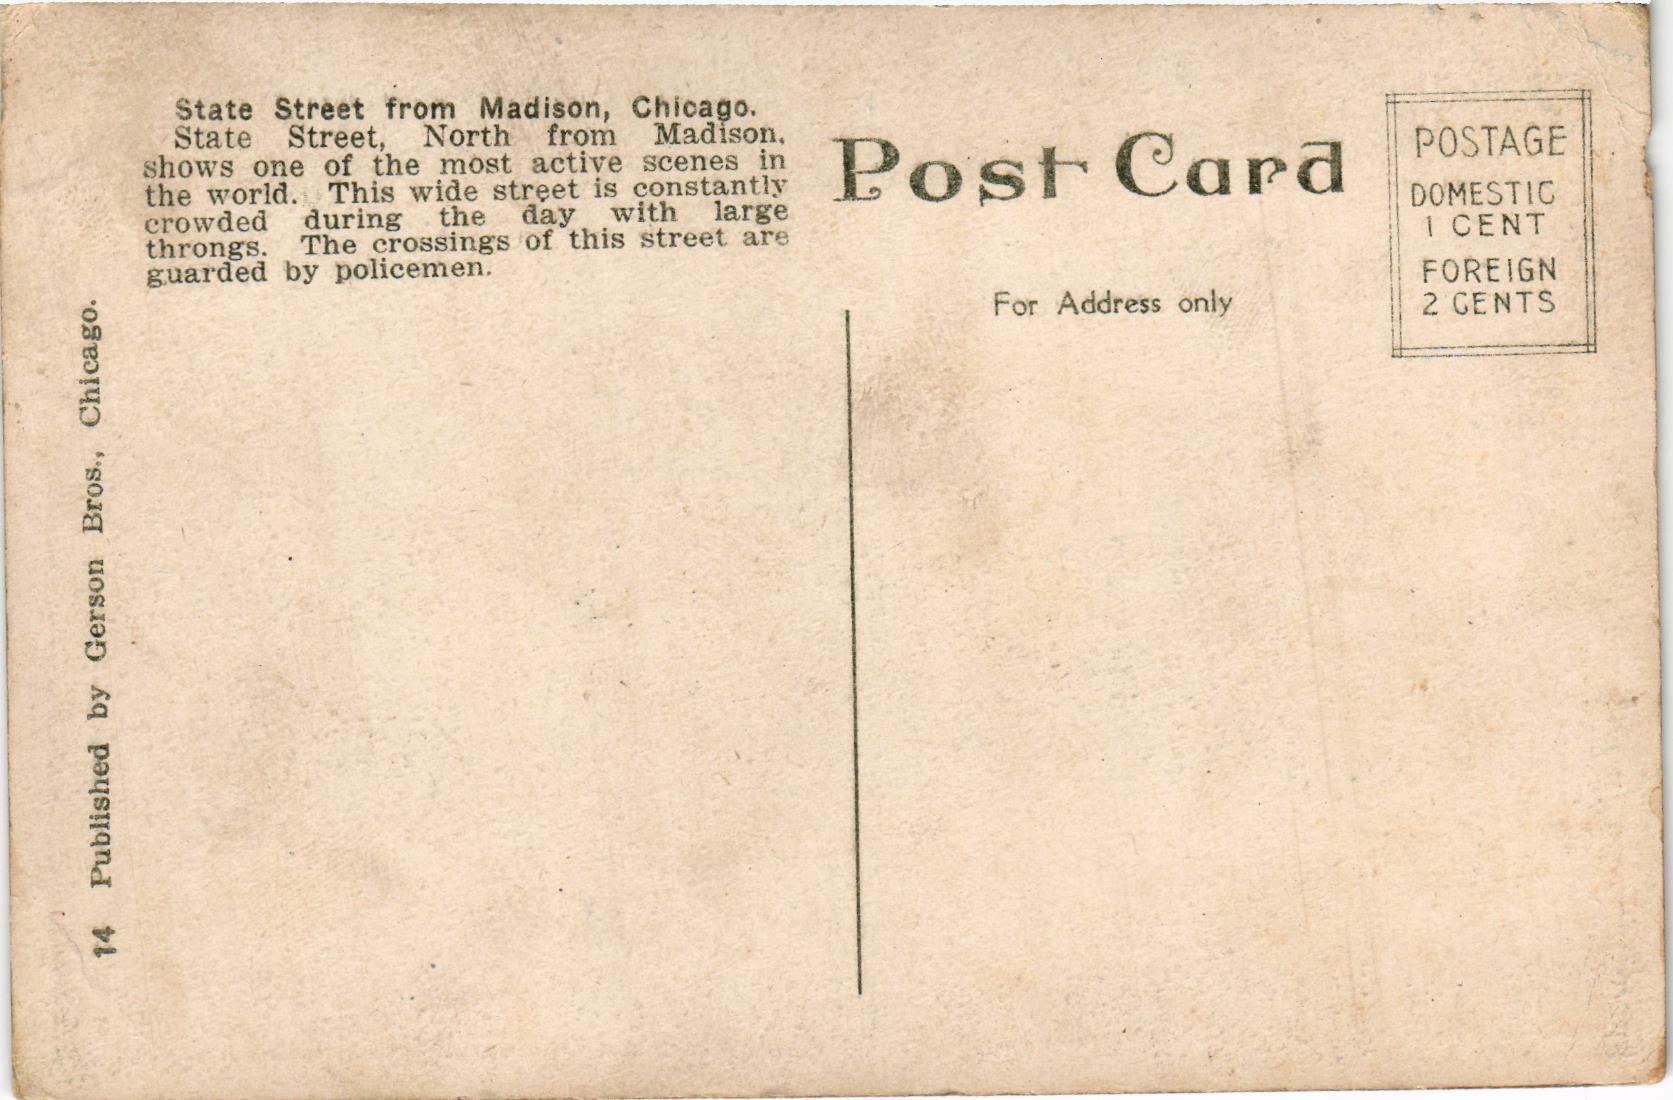 State Street from Madison, Chicago.
State Street, North from Madison,
shows one of the most active scenes in
the world. This wide street is constantly
crowded during the day with large
throngs. The crossings of this street are
guarded by policemen.
Post Card
For Address only
POSTAGE
DOMESTIC
1 CENT
FOREIGN
2 CENTS
14 Published by Gerson Bros., Chicago.